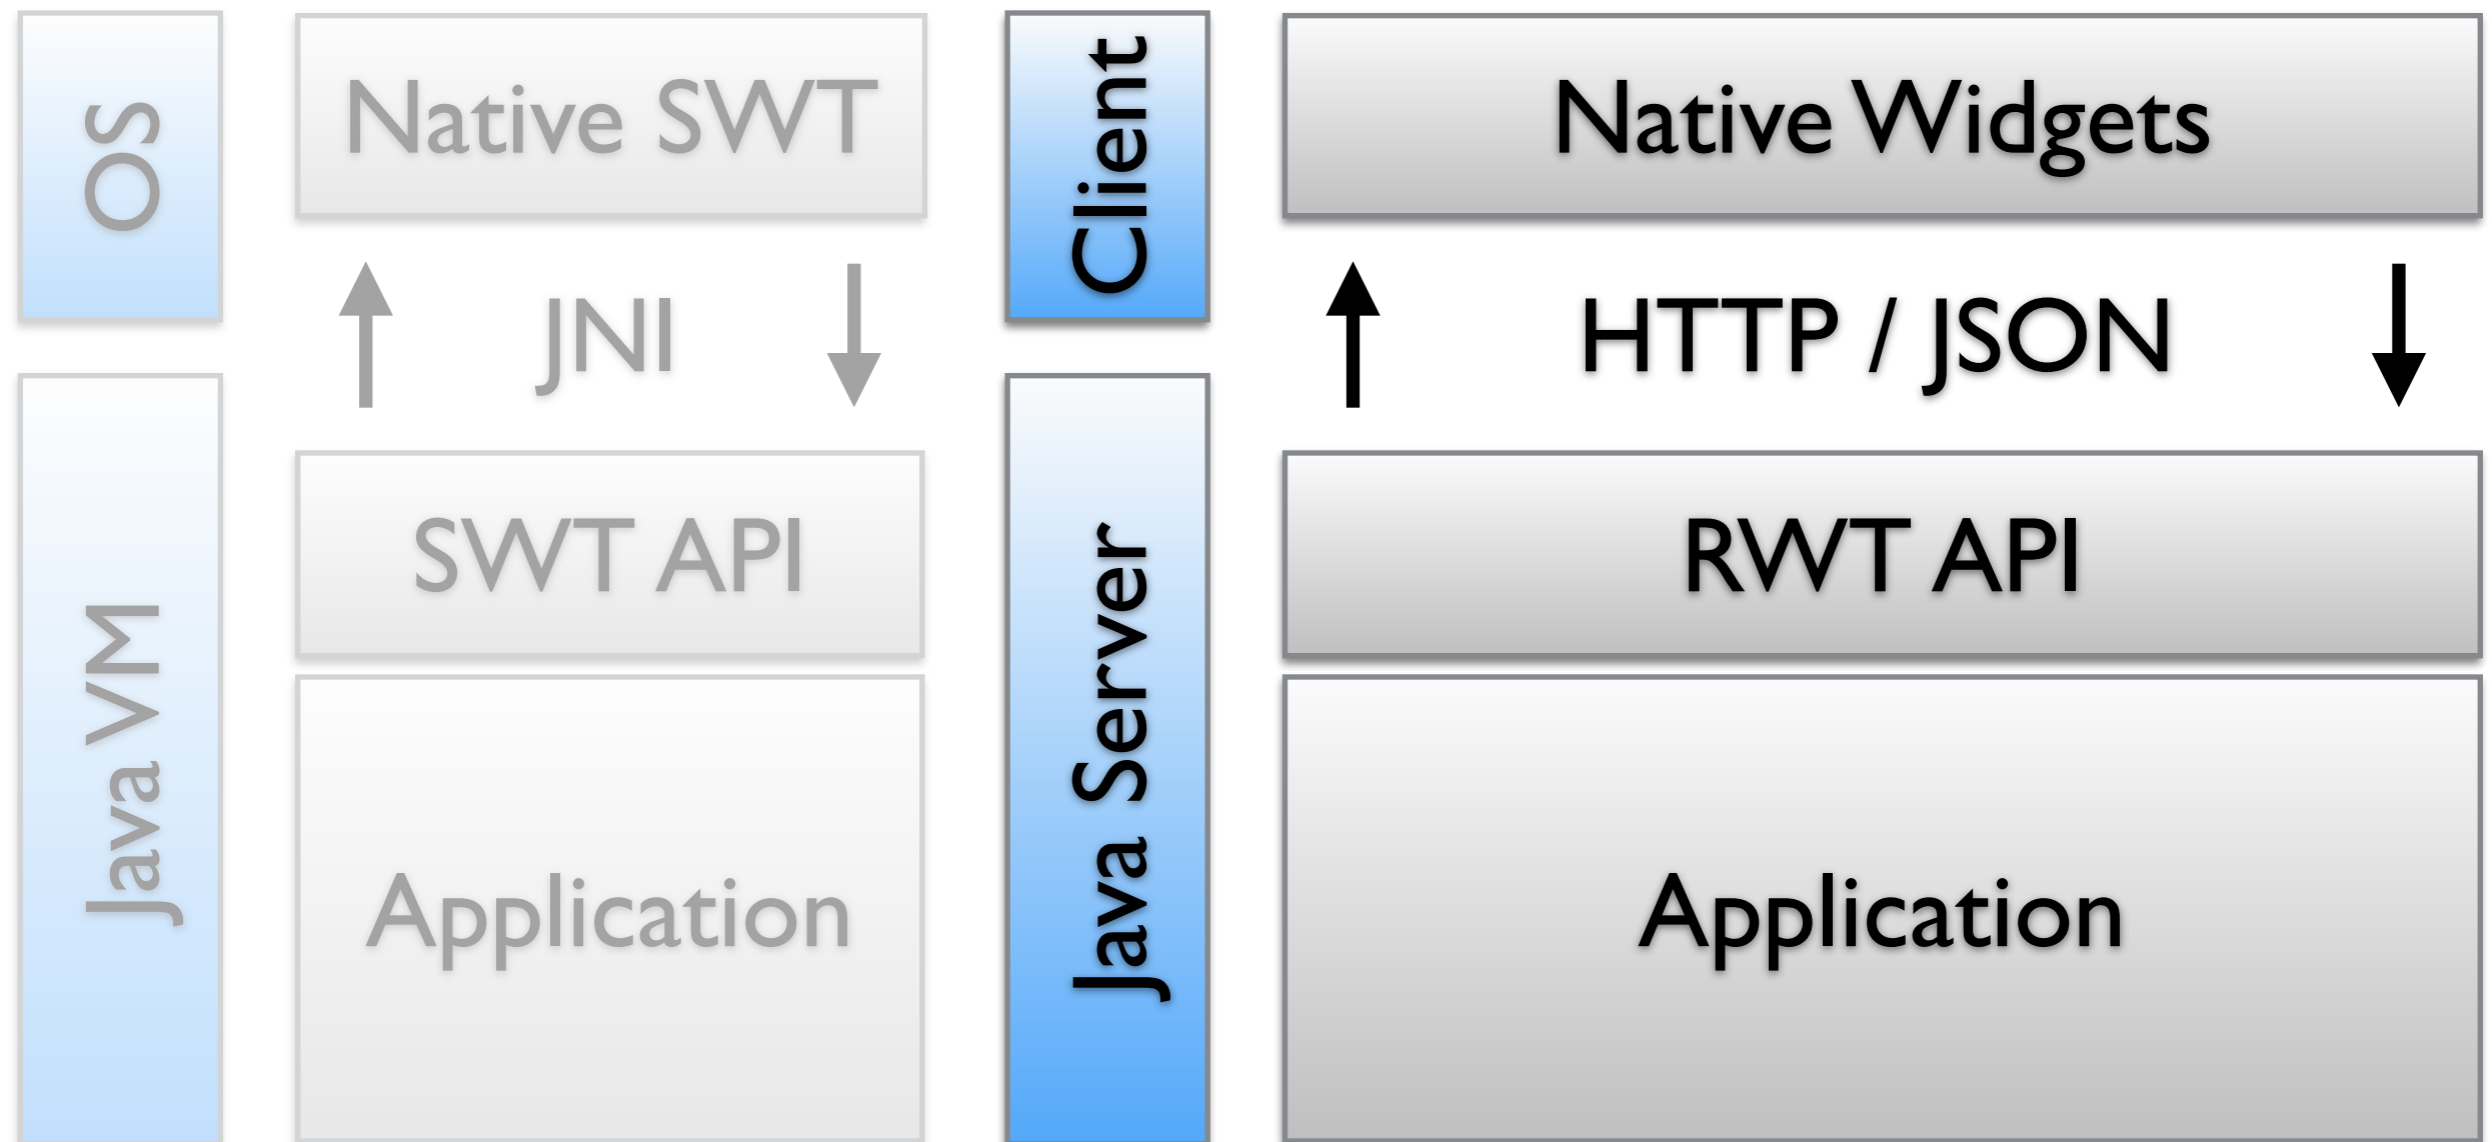 OS
Native SWT
JNI
Java VM
SWT API
Application
Client
Native Widgets
HTTP / JSON
Java Server
RWT API
Application